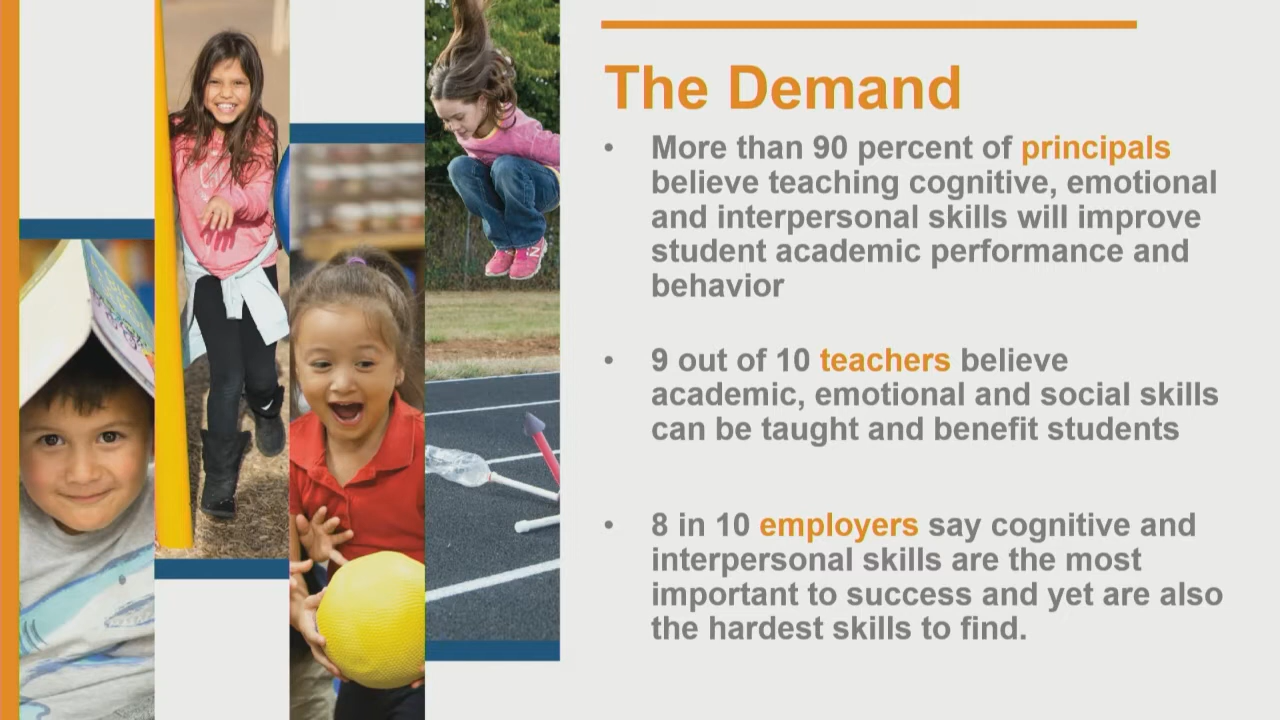 The Demand
• More than 90 percent of principals
believe teaching cognitive, emotional
and interpersonal skills will improve
student academic performance and
behavior
• 9 out of 10 teachers believe
academic, emotional and social skills
can be taught and benefit students
• 8 in 10 employers say cognitive and
interpersonal skills are the most
important to success and yet are also
the hardest skills to find.